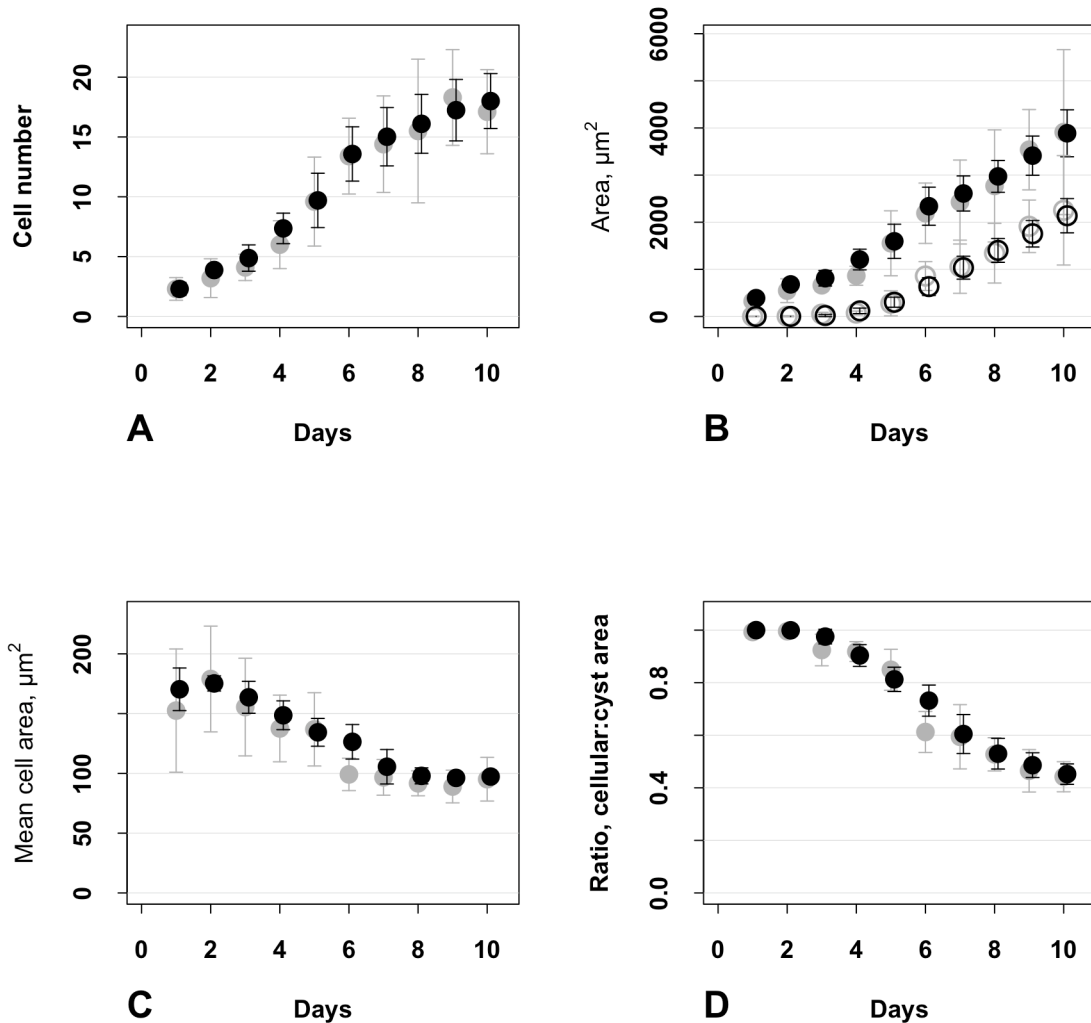 Cell number
20
15
10
5
0
0 2 4 6 8 10
A Days
Area, µm²
6000
4000
2000
0
0 2 4 6 8 10
B Days
Mean cell area, µm²
200
100
50
0
0 2 4 6 8 10
C Days
Ratio, cellular:cyst area
0.8
0.4
0.0
0 2 4 6 8 10
D Days